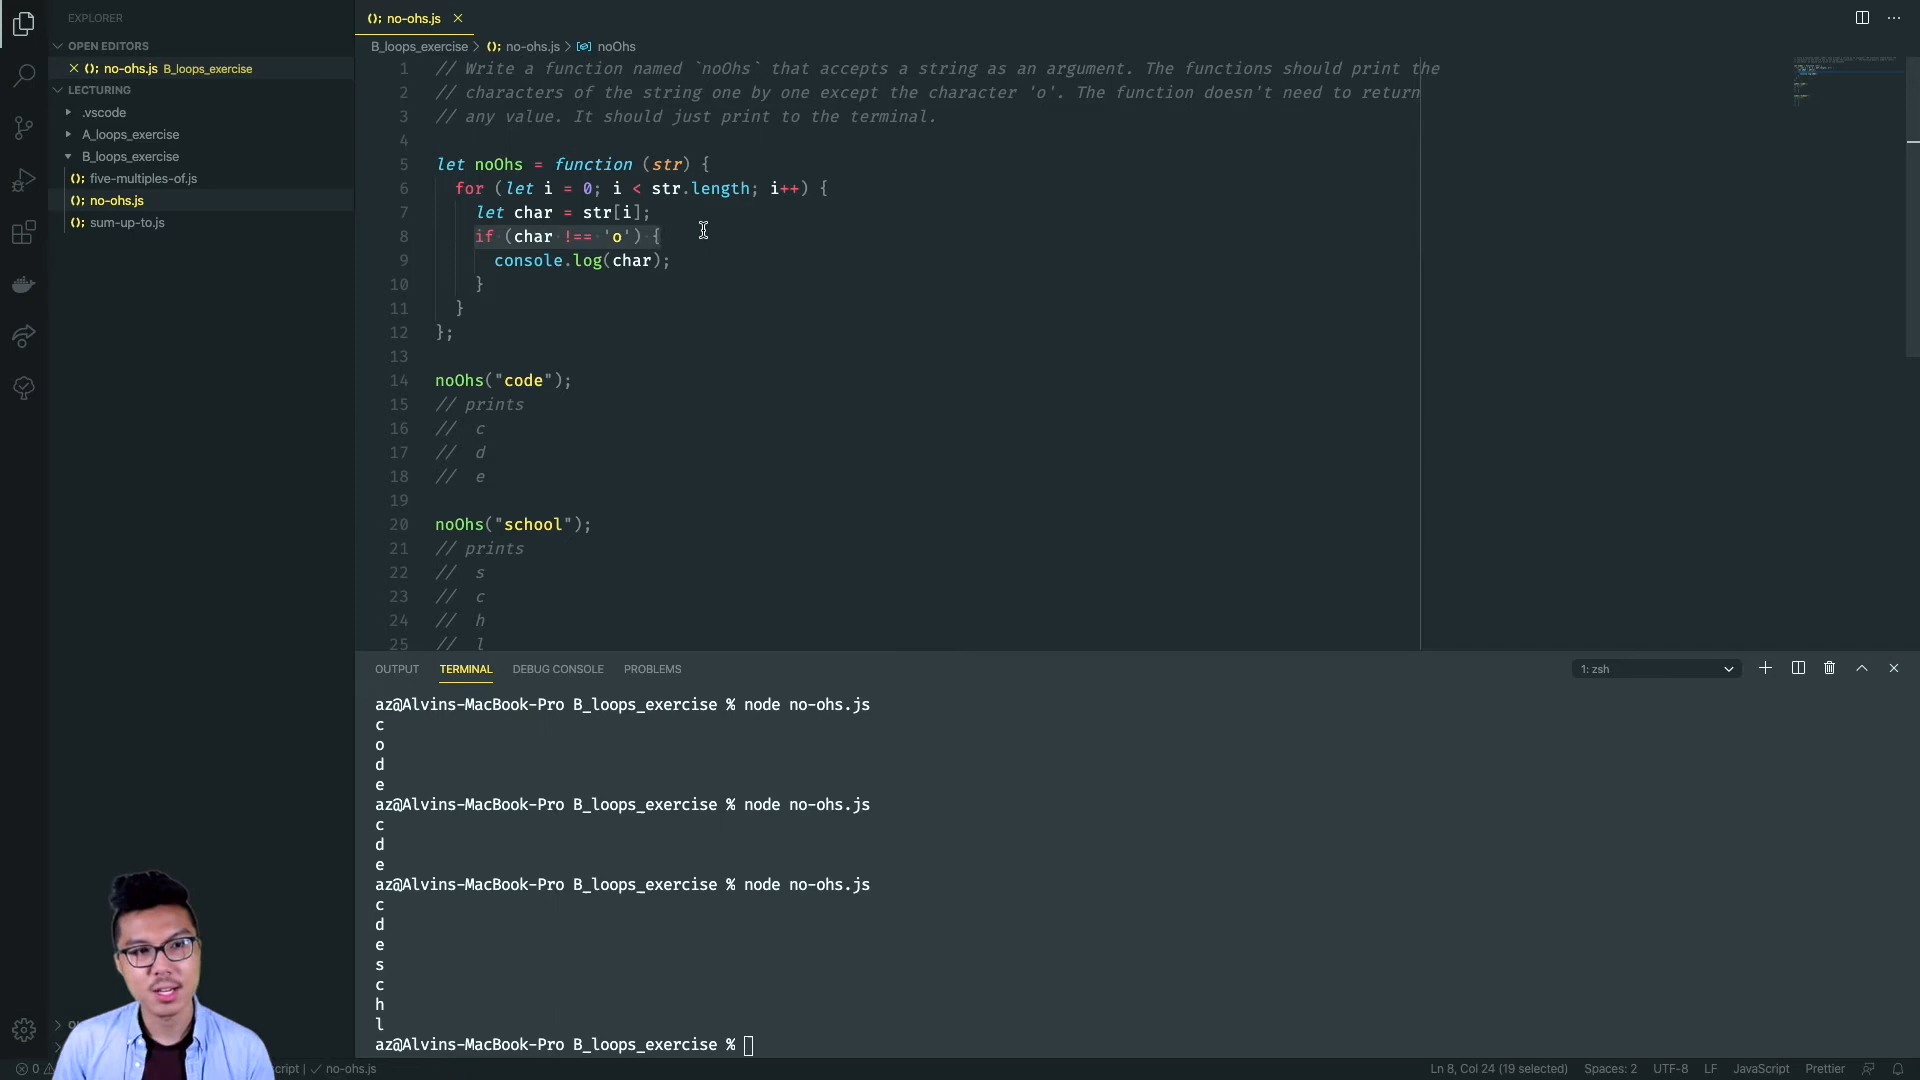 EXPLORER
OPEN EDITORS
(); no-ohs.js B_loops_exercise
LECTURING
.vscode
A_loops_exercise
B_loops_exercise
(); five-multiples-of.js
(); no-ohs.js
(); sum-up-to.js
(); no-ohs.js
B_loops_exercise > (); no-ohs.js > noOhs
1 // Write a function named `noOhs` that accepts a string as an argument. The functions should print the
2 // characters of the string one by one except the character 'o'. The function doesn't need to return
3 // any value. It should just print to the terminal.
4
5 let noOhs = function (str) {
6 for (let i = 0; i < str.length; i++) {
7 let char = str[i];
8 if (char !== 'o') {
9 console.log(char);
10 }
11 }
12 };
13
14 noOhs("code");
15 // prints
16 // c
17 // d
18 // e
19
20 noOhs("school");
21 // prints
22 // s
23 // c
24 // h
25 // l
OUTPUT TERMINAL DEBUG CONSOLE PROBLEMS 1: zsh
az@Alvins-MacBook-Pro B_loops_exercise % node no-ohs.js
c
o
d
e
az@Alvins-MacBook-Pro B_loops_exercise % node no-ohs.js
c
d
e
az@Alvins-MacBook-Pro B_loops_exercise % node no-ohs.js
c
d
e
s
c
h
l
az@Alvins-MacBook-Pro B_loops_exercise %
0 script | ✓ no-ohs.js Ln 8, Col 24 (19 selected) Spaces: 2 UTF-8 LF JavaScript Prettier